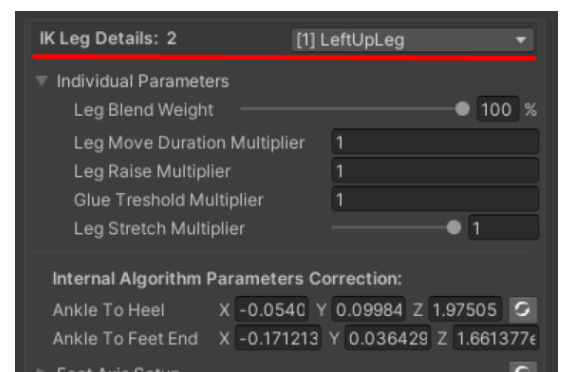 IK Leg Details: 2 [1] LeftUpLeg
Individual Parameters
Leg Blend Weight 100 %
Leg Move Duration Multiplier 1
Leg Raise Multiplier 1
Glue Treshold Multiplier 1
Leg Stretch Multiplier 1
Internal Algorithm Parameters Correction:
Ankle To Heel X -0.0540 Y 0.09984 Z 1.97505
Ankle To Feet End X -0.171213 Y 0.036429 Z 1.661377e